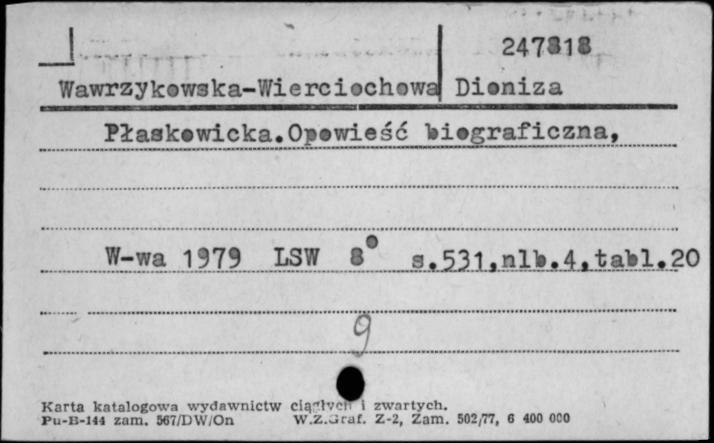 247818
Wawrzykowska-Wierciochowa Dioniza
Płaskowicka.Opowieść biograficzna,
W-wa 1979 LSW 8° s.531,nlb.4,tabl.20
9
Karta katalogowa wydawnictw ciągłych i zwartych.
Pu-B-144 zam. 567/DW/On W.Z.Graf. Z-2, Zam. 502/77, 6 400 000